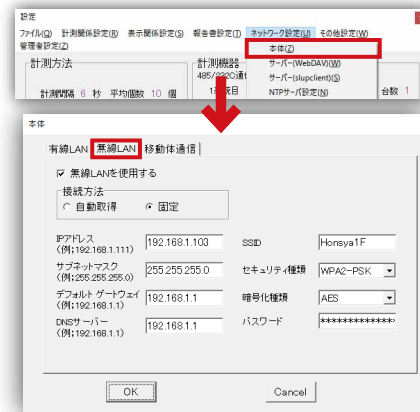 設定
ファイル(Q) 計測関係設定(R) 表示関係設定(S) 報告書設定(T) ネットワーク設定(U) その他設定(W)
管理者設定(Z)
本体(Z)
サーバー(WebDAV)(W)
サーバー(slupclient)(S)
NTPサーバ設定(N)
計測方法
計測間隔 6 秒 平均個数 10 個
計測機器
485/232C通信
台数 1
本体
有線LAN 無線LAN 移動体通信
無線LANを使用する
接続方法
自動取得 固定
IPアドレス
(例;192.168.1.111)
192.168.1.103
SSID
Honsya1F
サブネットマスク
(例;255.255.255.0)
255.255.255.0
セキュリティ種類
WPA2-PSK
デフォルト ゲートウェイ
(例;192.168.1.1)
192.168.1.1
暗号化種類
AES
DNSサーバー
(例;192.168.1.1)
192.168.1.1
パスワード
**************
OK
Cancel